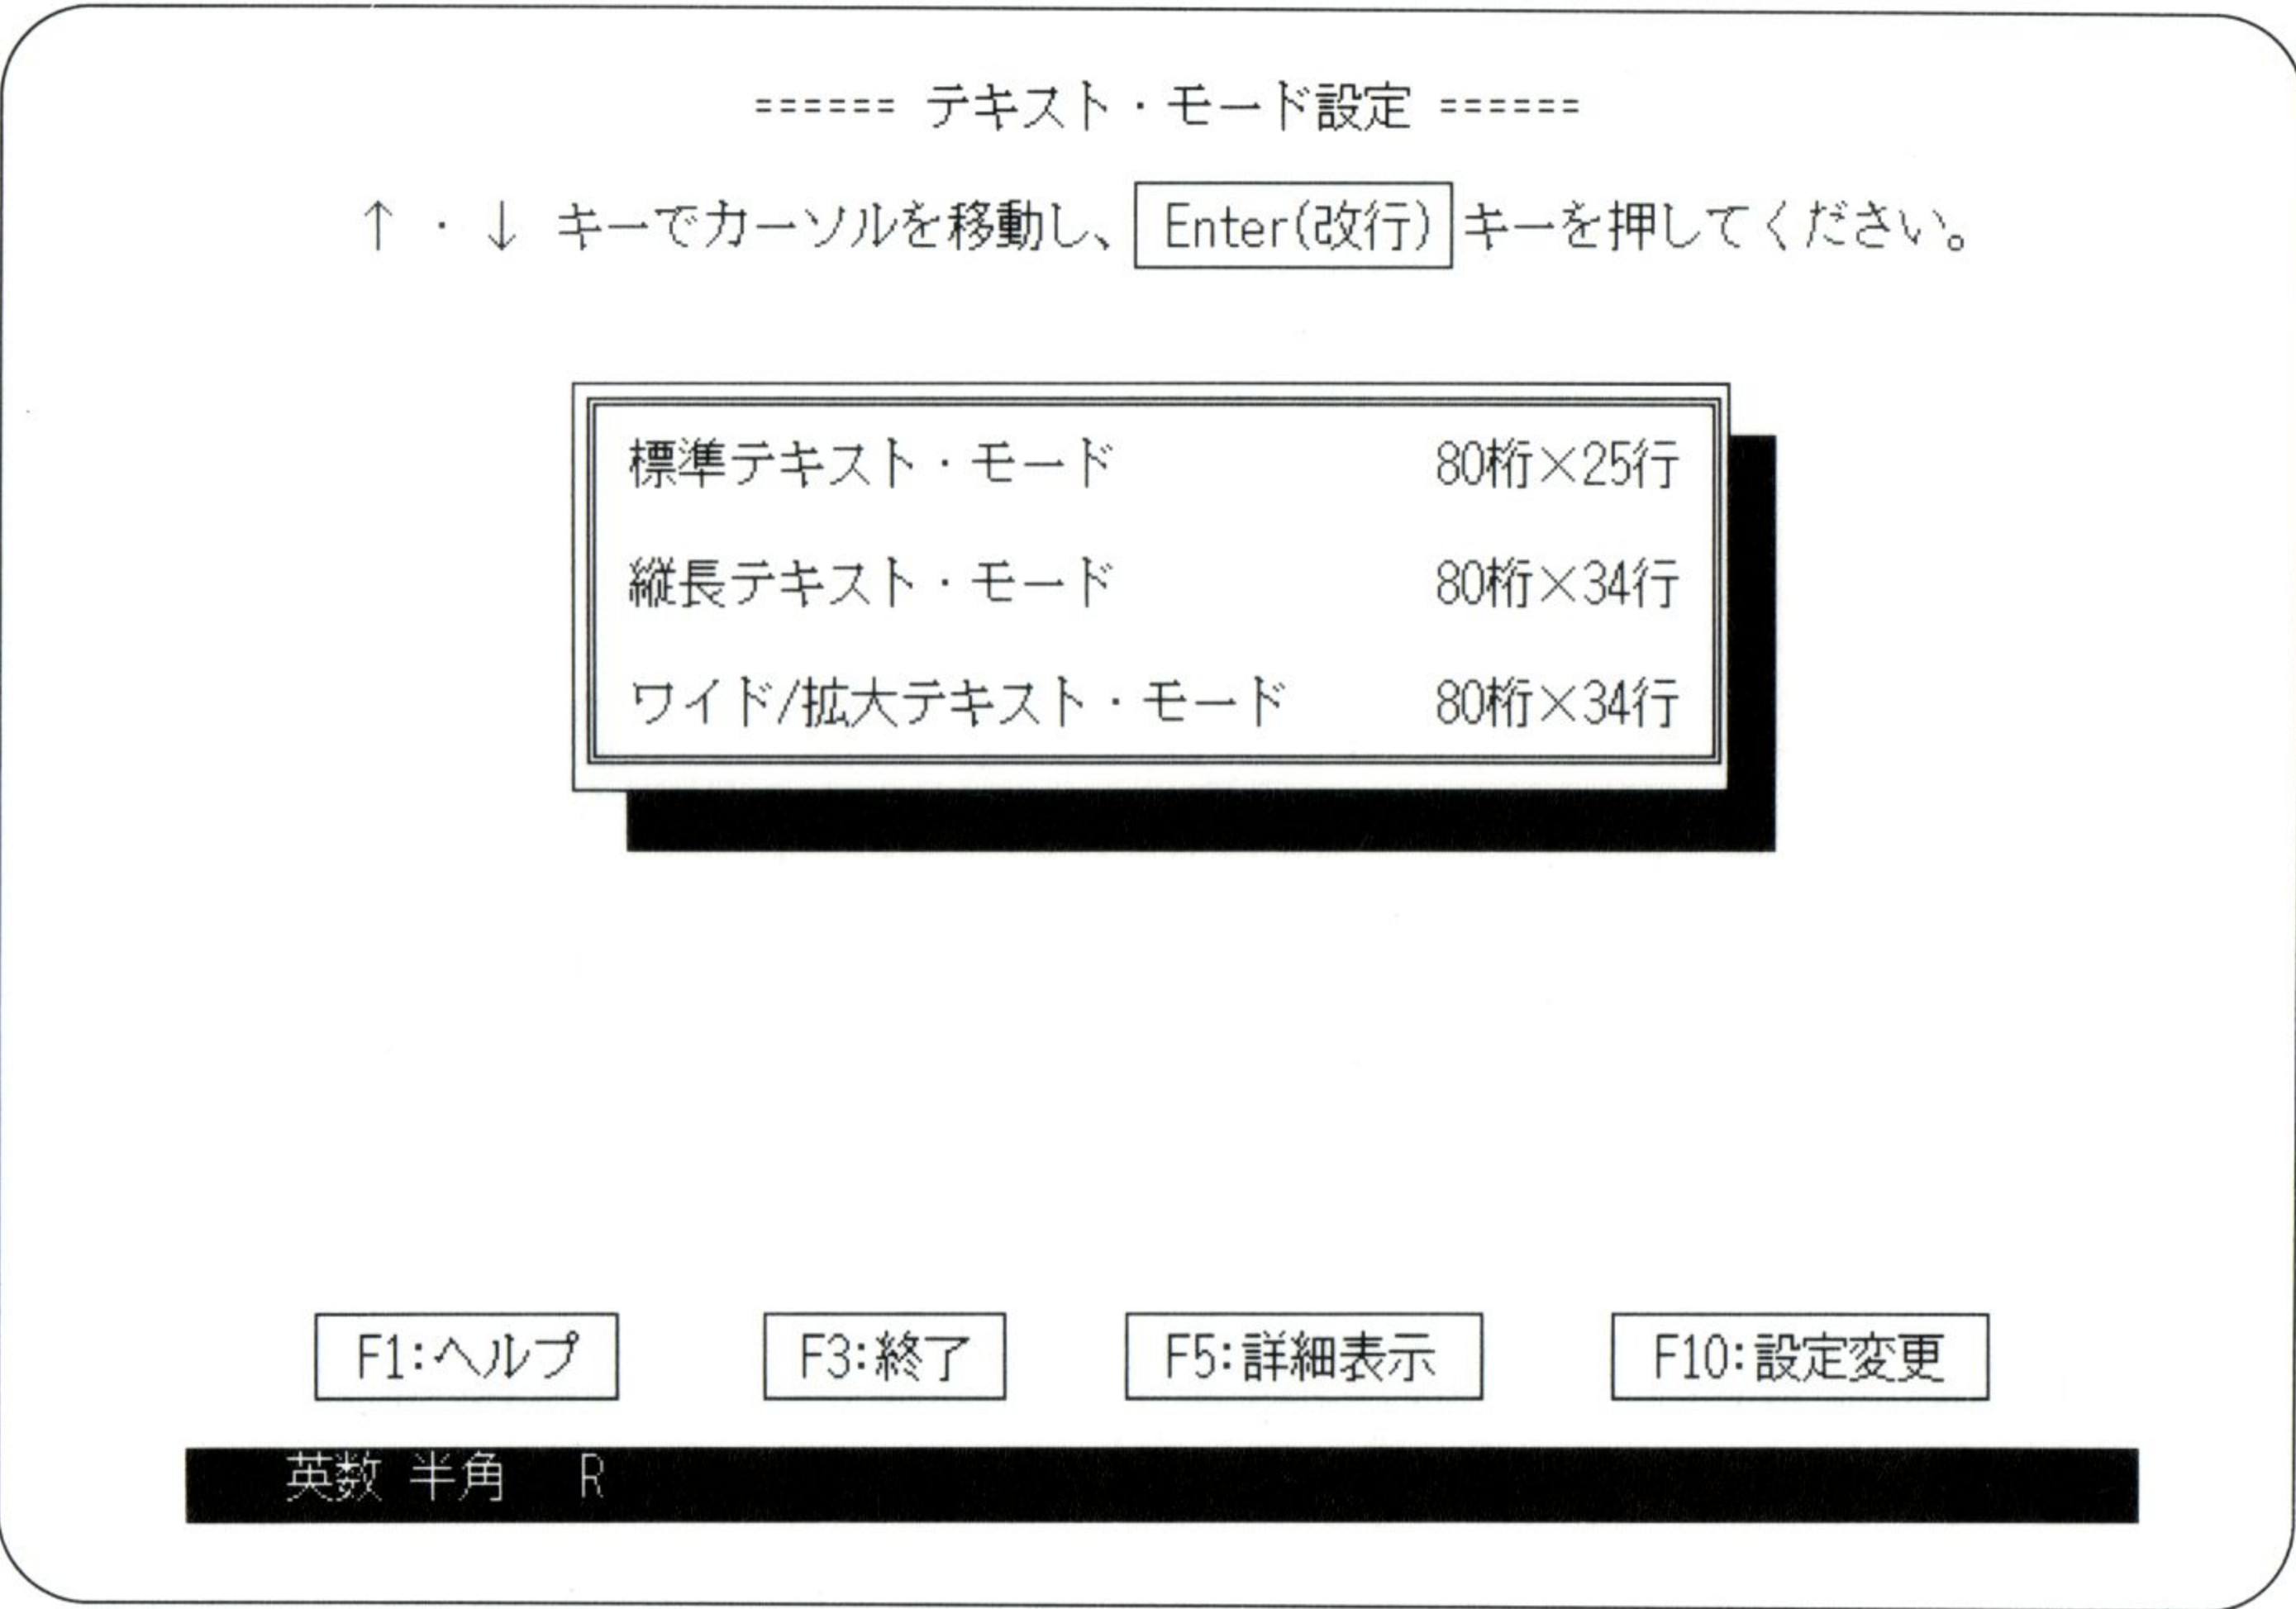 ====== テキスト・モード設定 ======
↑ ・ ↓ キーでカーソルを移動し、 Enter(改行) キーを押してください。
標準テキスト・モード 80桁×25行
縦長テキスト・モード 80桁×34行
ワイド/拡大テキスト・モード 80桁×34行
F1:ヘルプ F3:終了 F5:詳細表示 F10:設定変更
英数 半角 R